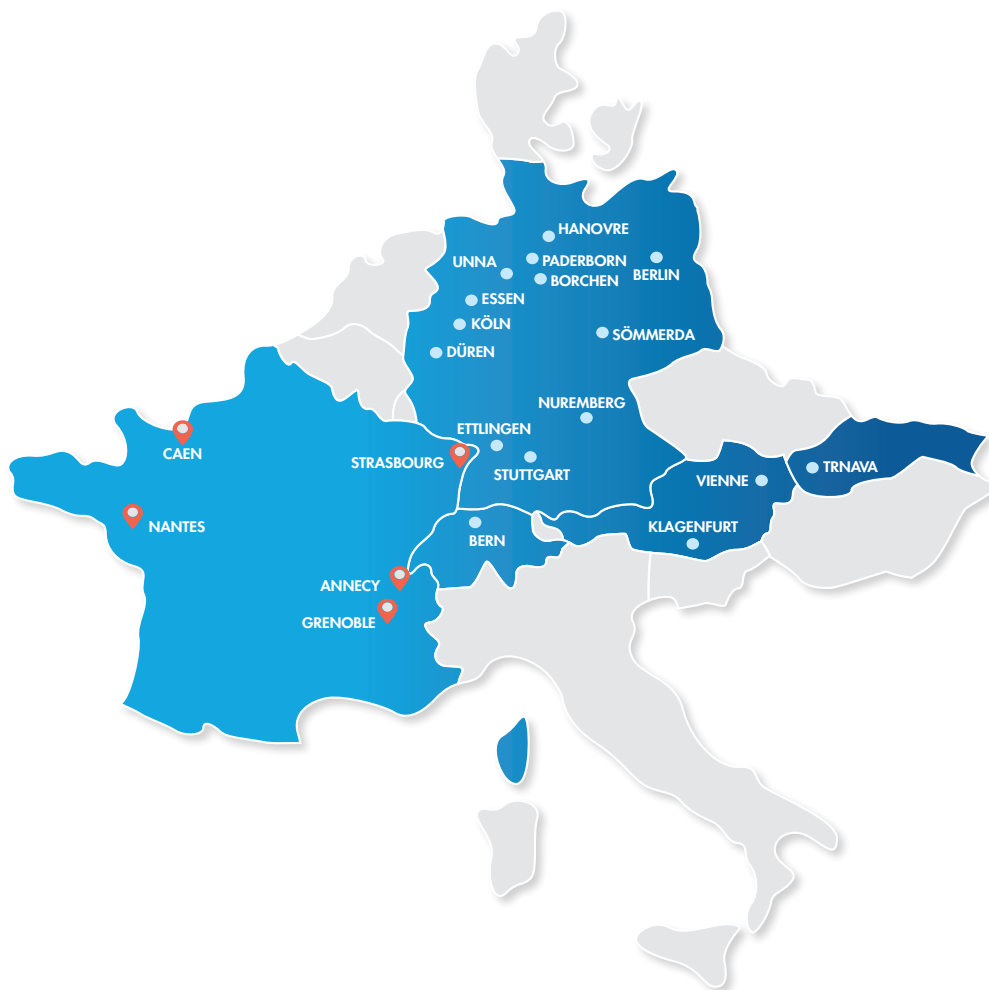 HANOVRE
PADERBORN
UNNA
BORCHEN
BERLIN
ESSEN
KÖLN
SÖMMERDA
DÜREN
NUREMBERG
ETTLINGEN
CAEN
STRASBOURG
STUTTGART
TRNAVA
VIENNE
NANTES
KLAGENFURT
BERN
ANNECY
GRENOBLE